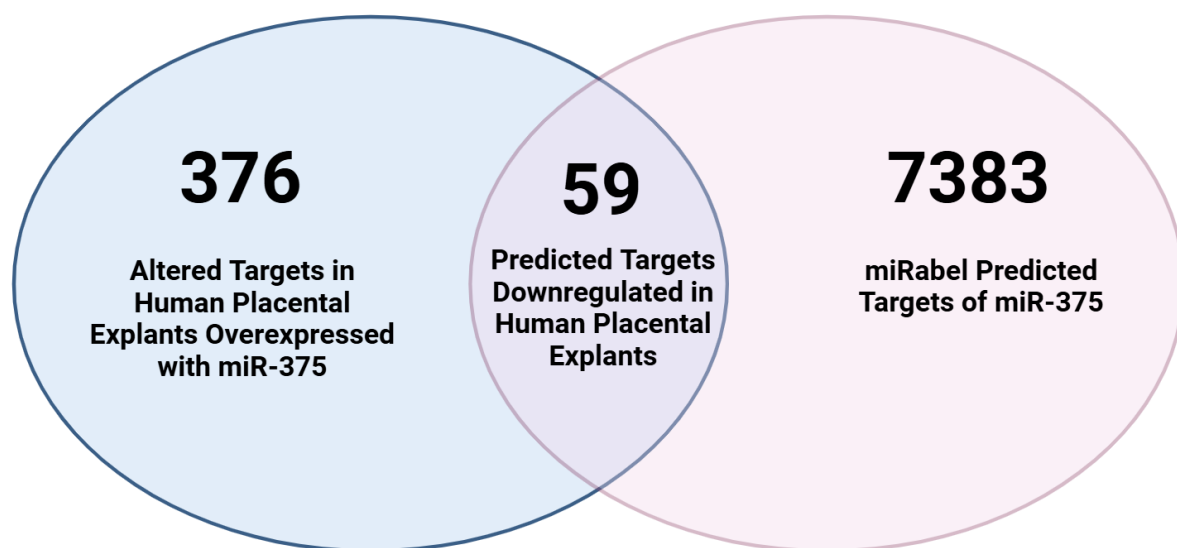 376
Altered Targets in
Human Placental
Explants Overexpressed
with miR-375
59
Predicted Targets
Downregulated in
Human Placental
Explants
7383
miRabel Predicted
Targets of miR-375